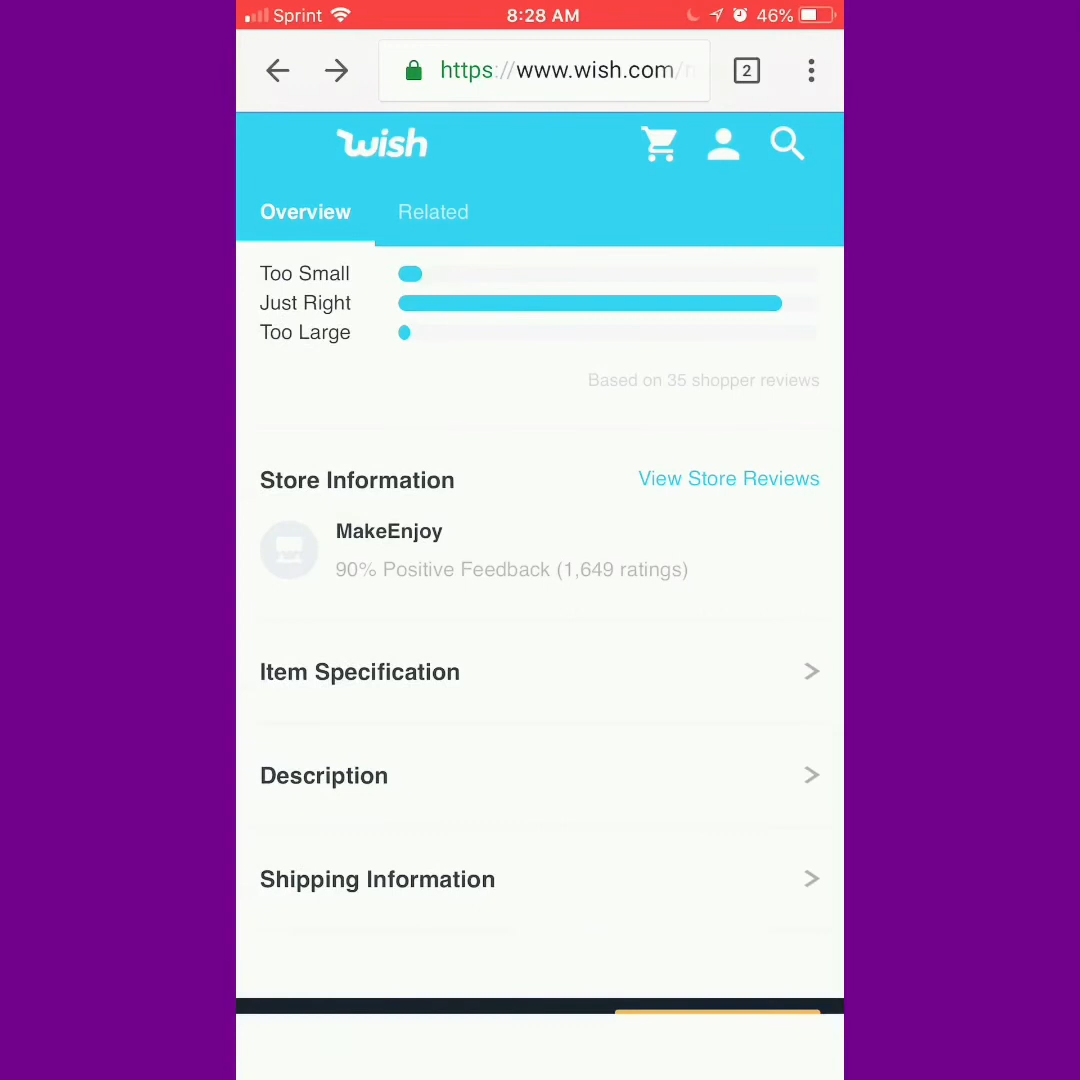 Sprint 8:28 AM 46%
https://www.wish.com/
2
wish
Overview Related
Too Small
Just Right
Too Large
Based on 35 shopper reviews
Store Information View Store Reviews
MakeEnjoy
90% Positive Feedback (1,649 ratings)
Item Specification >
Description >
Shipping Information >